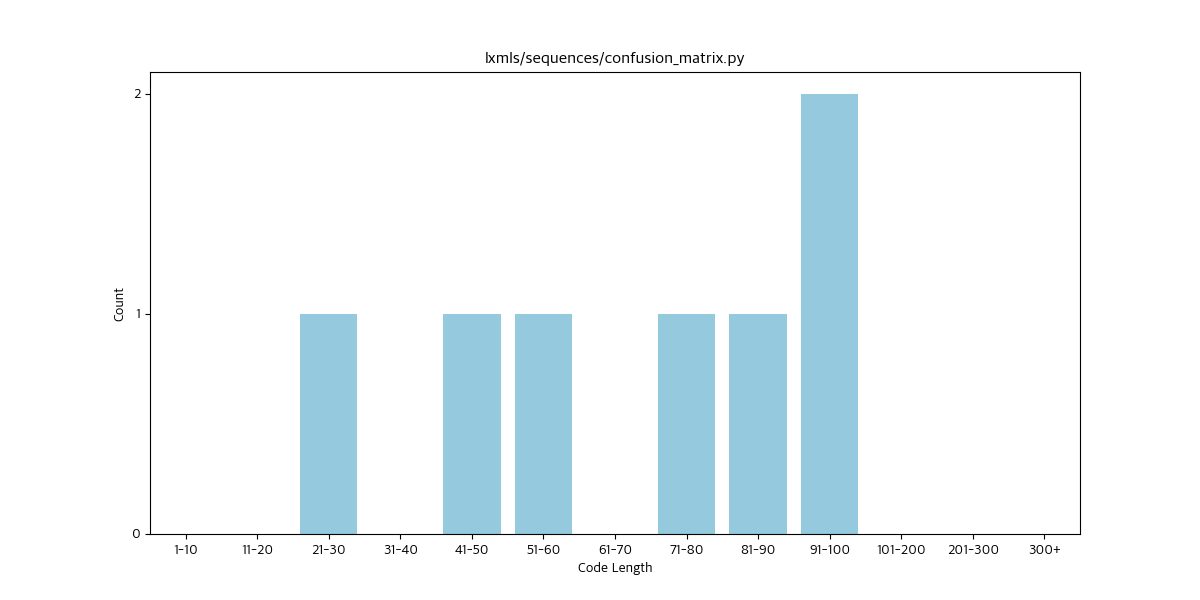 lxmls/sequences/confusion_matrix.py
Count
2
1
0
1-10 11-20 21-30 31-40 41-50 51-60 61-70 71-80 81-90 91-100 101-200 201-300 300+
Code Length